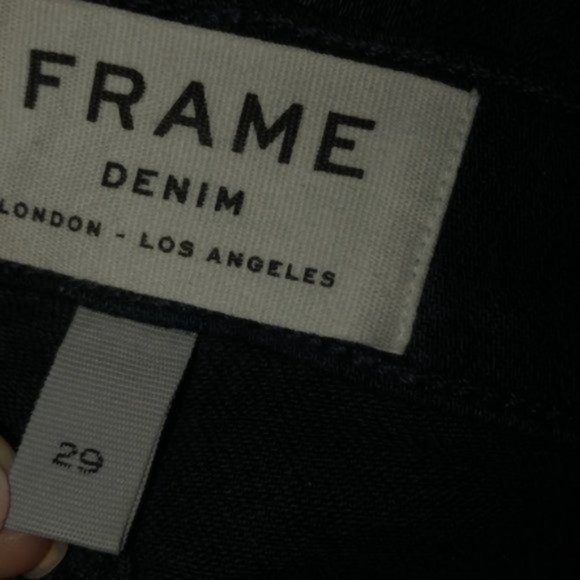 FRAME
DENIM
LONDON - LOS ANGELES
29